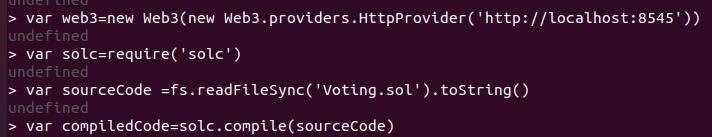 undefined
> var web3=new Web3(new Web3.providers.HttpProvider('http://localhost:8545'))
undefined
> var solc=require('solc')
undefined
> var sourceCode =fs.readFileSync('Voting.sol').toString()
undefined
> var compiledCode=solc.compile(sourceCode)